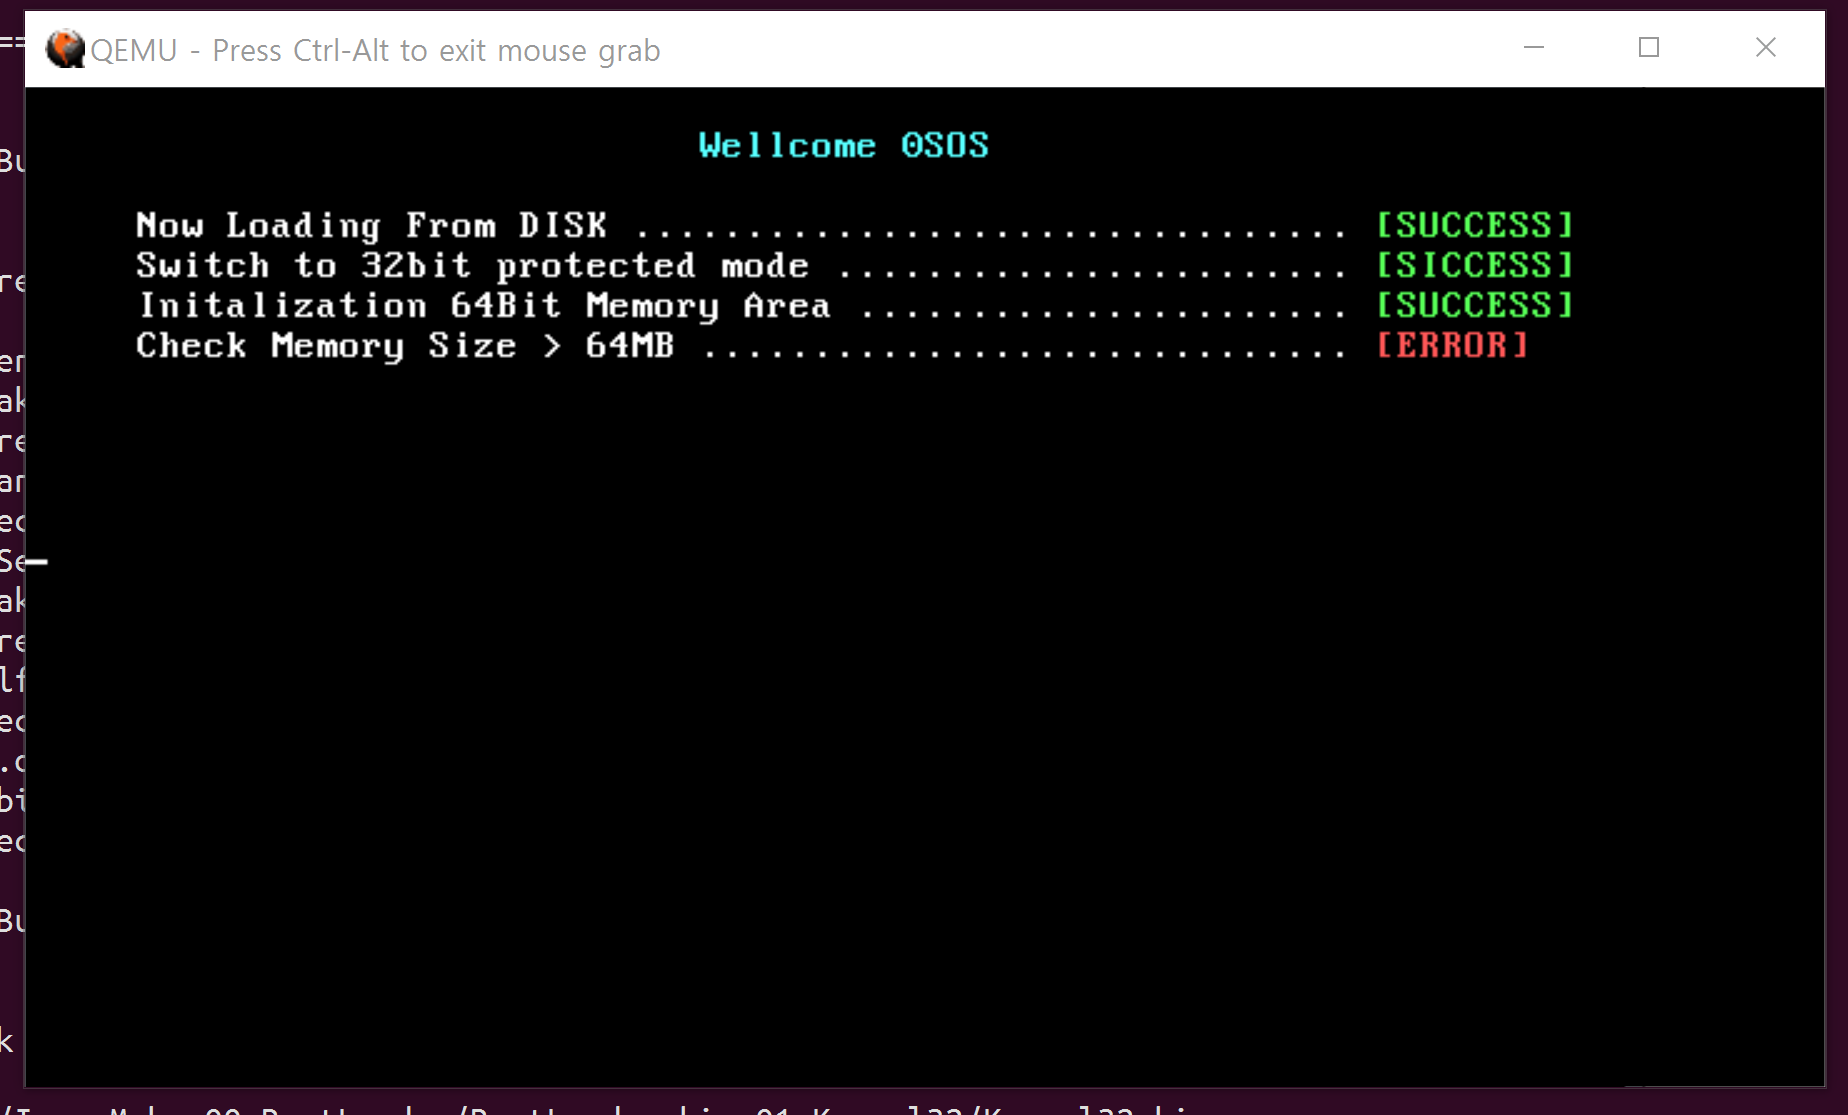 QEMU - Press Ctrl-Alt to exit mouse grab
Wellcome OSOS
Now Loading From DISK ................................ [SUCCESS]
Switch to 32bit protected mode ....................... [SICCESS]
Initalization 64Bit Memory Area ...................... [SUCCESS]
Check Memory Size > 64MB ............................. [ERROR]